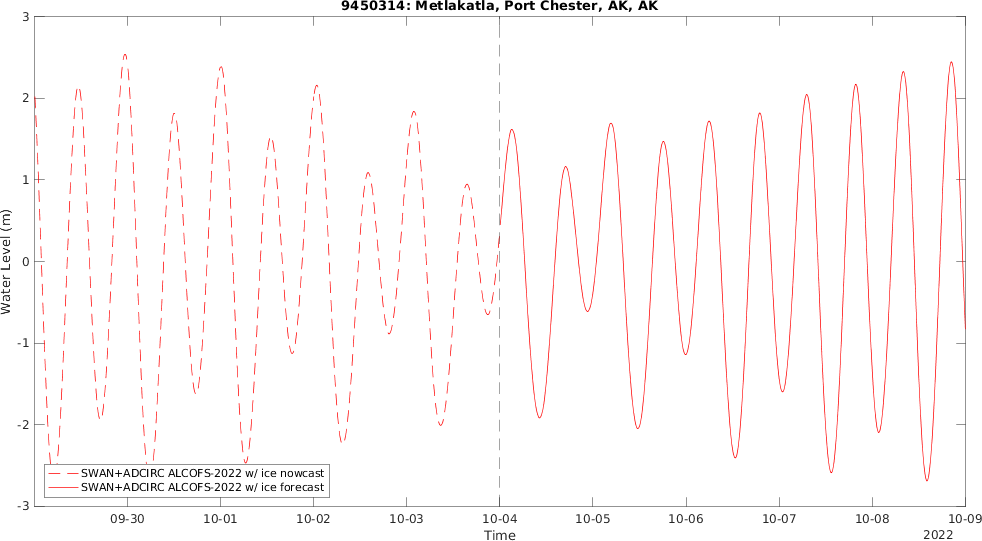 9450314: Metlakatla, Port Chester, AK, AK
3
2
1
0
-1
-2
-3
Water Level (m)
SWAN+ADCIRC ALCOFS-2022 w/ ice nowcast
SWAN+ADCIRC ALCOFS-2022 w/ ice forecast
09-30 10-01 10-02 10-03 10-04 10-05 10-06 10-07 10-08 10-09
Time
2022